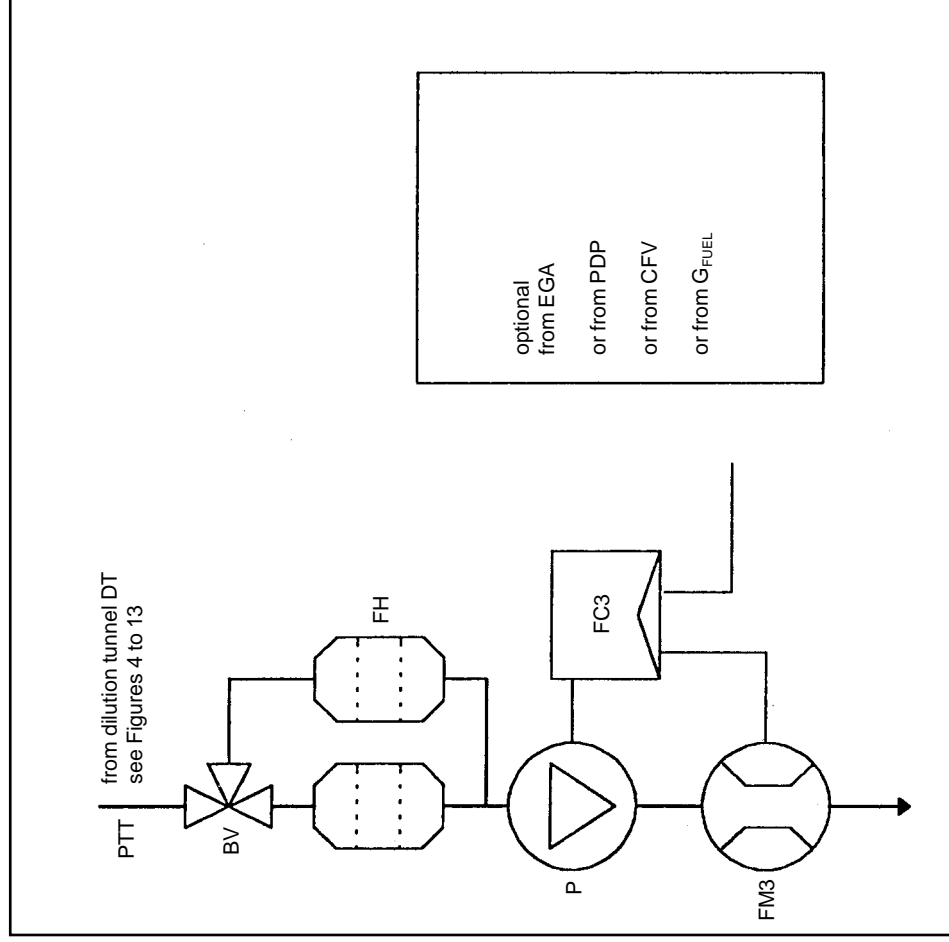 from dilution tunnel DT
see Figures 4 to 13
PTT
BV
FH
P
FC3
FM3
optional
from EGA
or from PDP
or from CFV
or from GFUEL